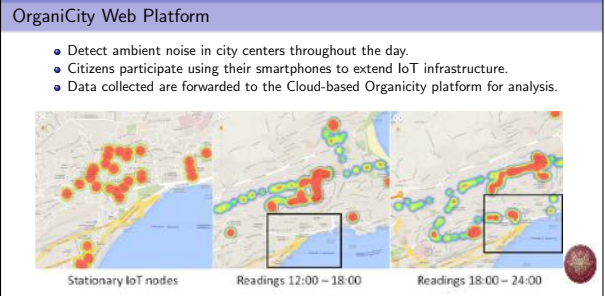 OrganiCity Web Platform
Detect ambient noise in city centers throughout the day.
Citizens participate using their smartphones to extend IoT infrastructure.
Data collected are forwarded to the Cloud-based Organicity platform for analysis.
Stationary IoT nodes
Readings 12:00 – 18:00
Readings 18:00 – 24:00